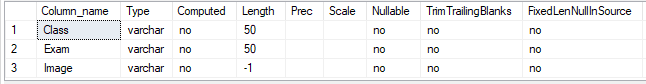 Column_name Type Computed Length Prec Scale Nullable TrimTrailingBlanks FixedLenNullInSource
1 Class varchar no 50 no no no
2 Exam varchar no 50 no no no
3 Image varchar no -1 no no no